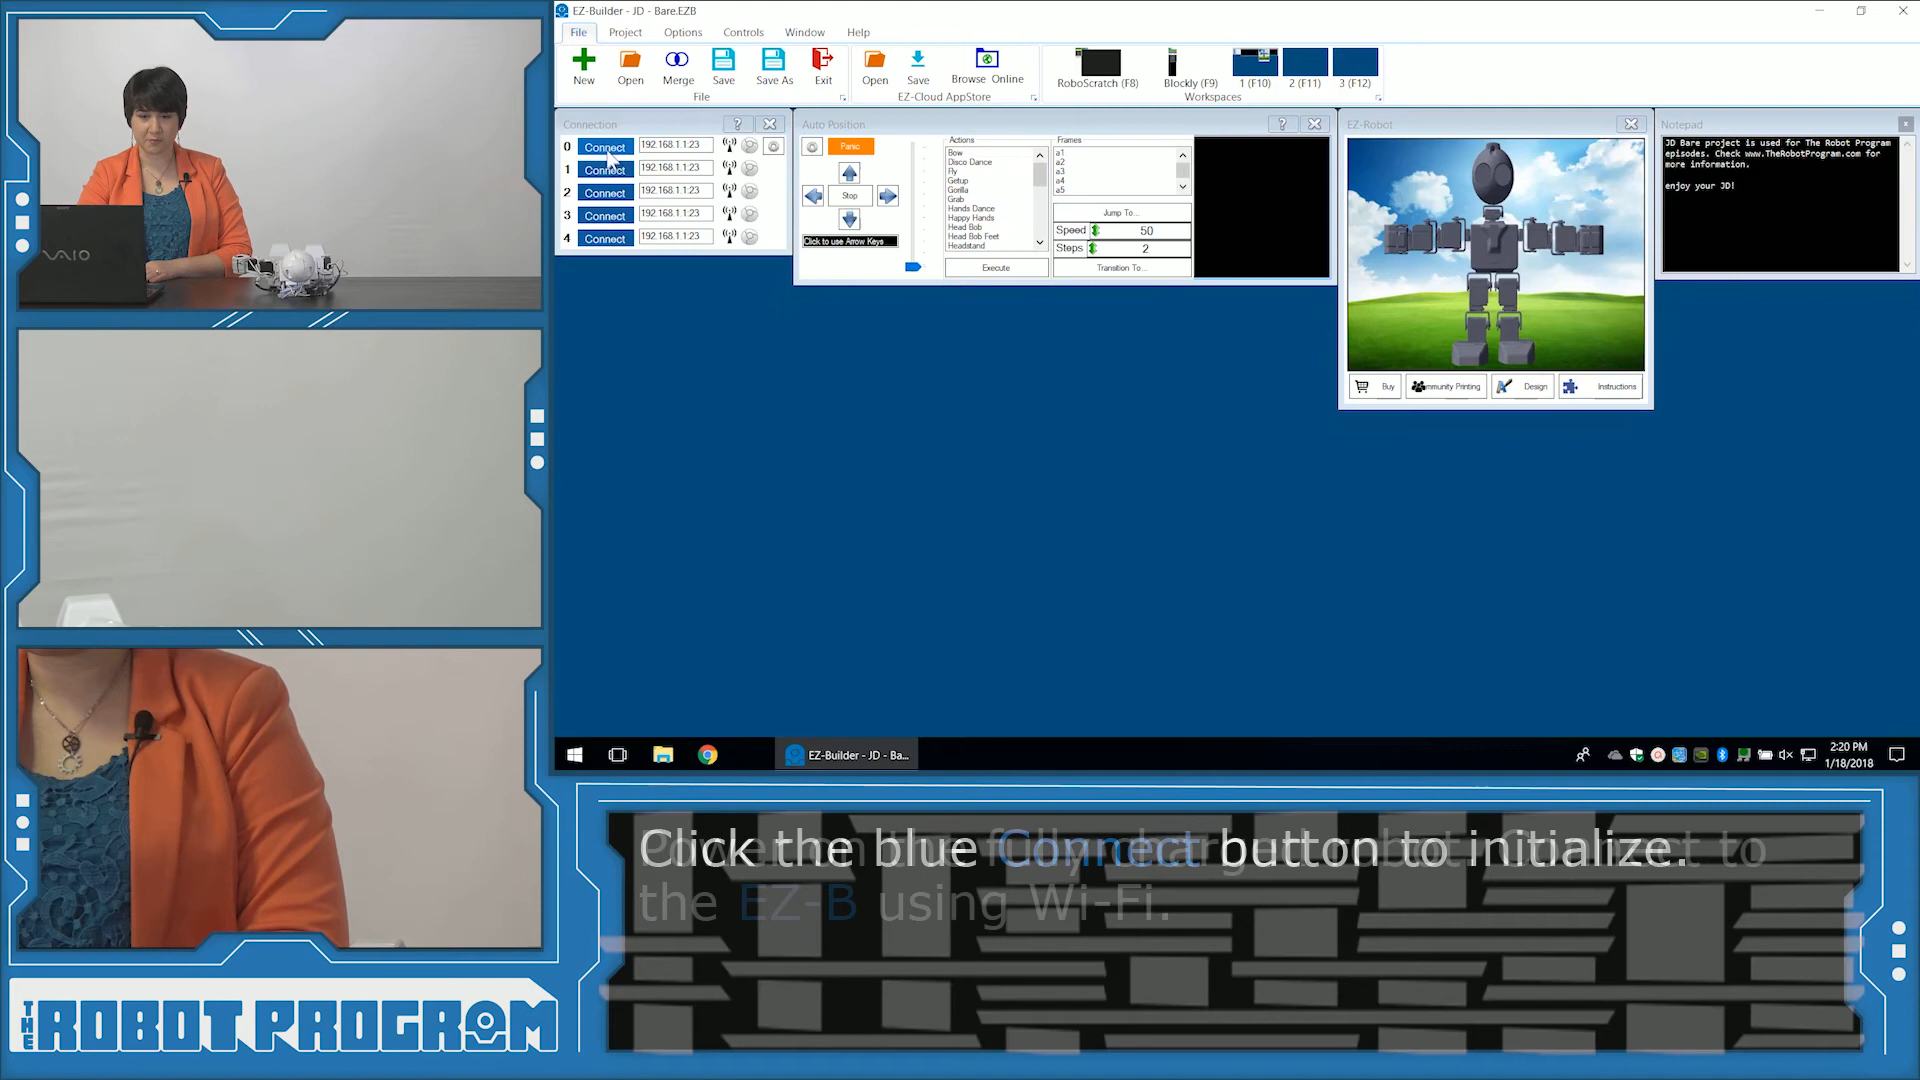 EZ-Builder - JD - Bare.EZB
File Project Options Controls Window Help
New Open Merge Save Save As Exit Open Save Browse Online RoboScratch (F8) Blockly (F9) 1 (F10) 2 (F11) 3 (F12)
File EZ-Cloud AppStore Workspaces
Connection ?
0 Connect 192.168.1.1:23
1 Connect 192.168.1.1:23
2 Connect 192.168.1.1:23
3 Connect 192.168.1.1:23
4 Connect 192.168.1.1:23
Auto Position ?
Panic
Stop
Click to use Arrow Keys
Actions
Bow
Disco Dance
Fly
Getup
Gorilla
Grab
Hands Dance
Happy Hands
Head Bob
Head Bob Feet
Headstand
Execute
Frames
a1
a2
a3
a4
a5
Jump To...
Speed 50
Steps 2
Transition To...
EZ-Robot
Buy mmunity Printing Design Instructions
Notepad
JD Bare project is used for The Robot Program
episodes. Check www.TheRobotProgram.com for
more information.
enjoy your JD!
VAIO
EZ-Builder - JD - Ba...
2:20 PM
1/18/2018
Click the blue Connect button to initialize.
the EZ-B using Wi-Fi.
THE ROBOT PROGRAM